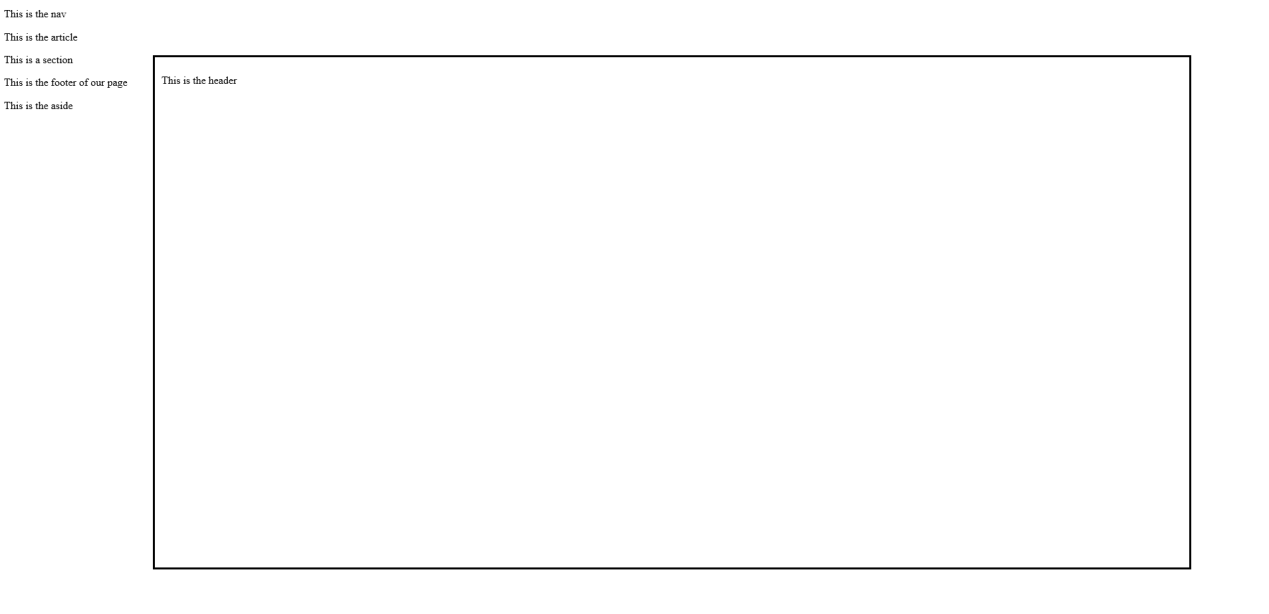 This is the nav
This is the article
This is a section
This is the footer of our page
This is the aside
This is the header